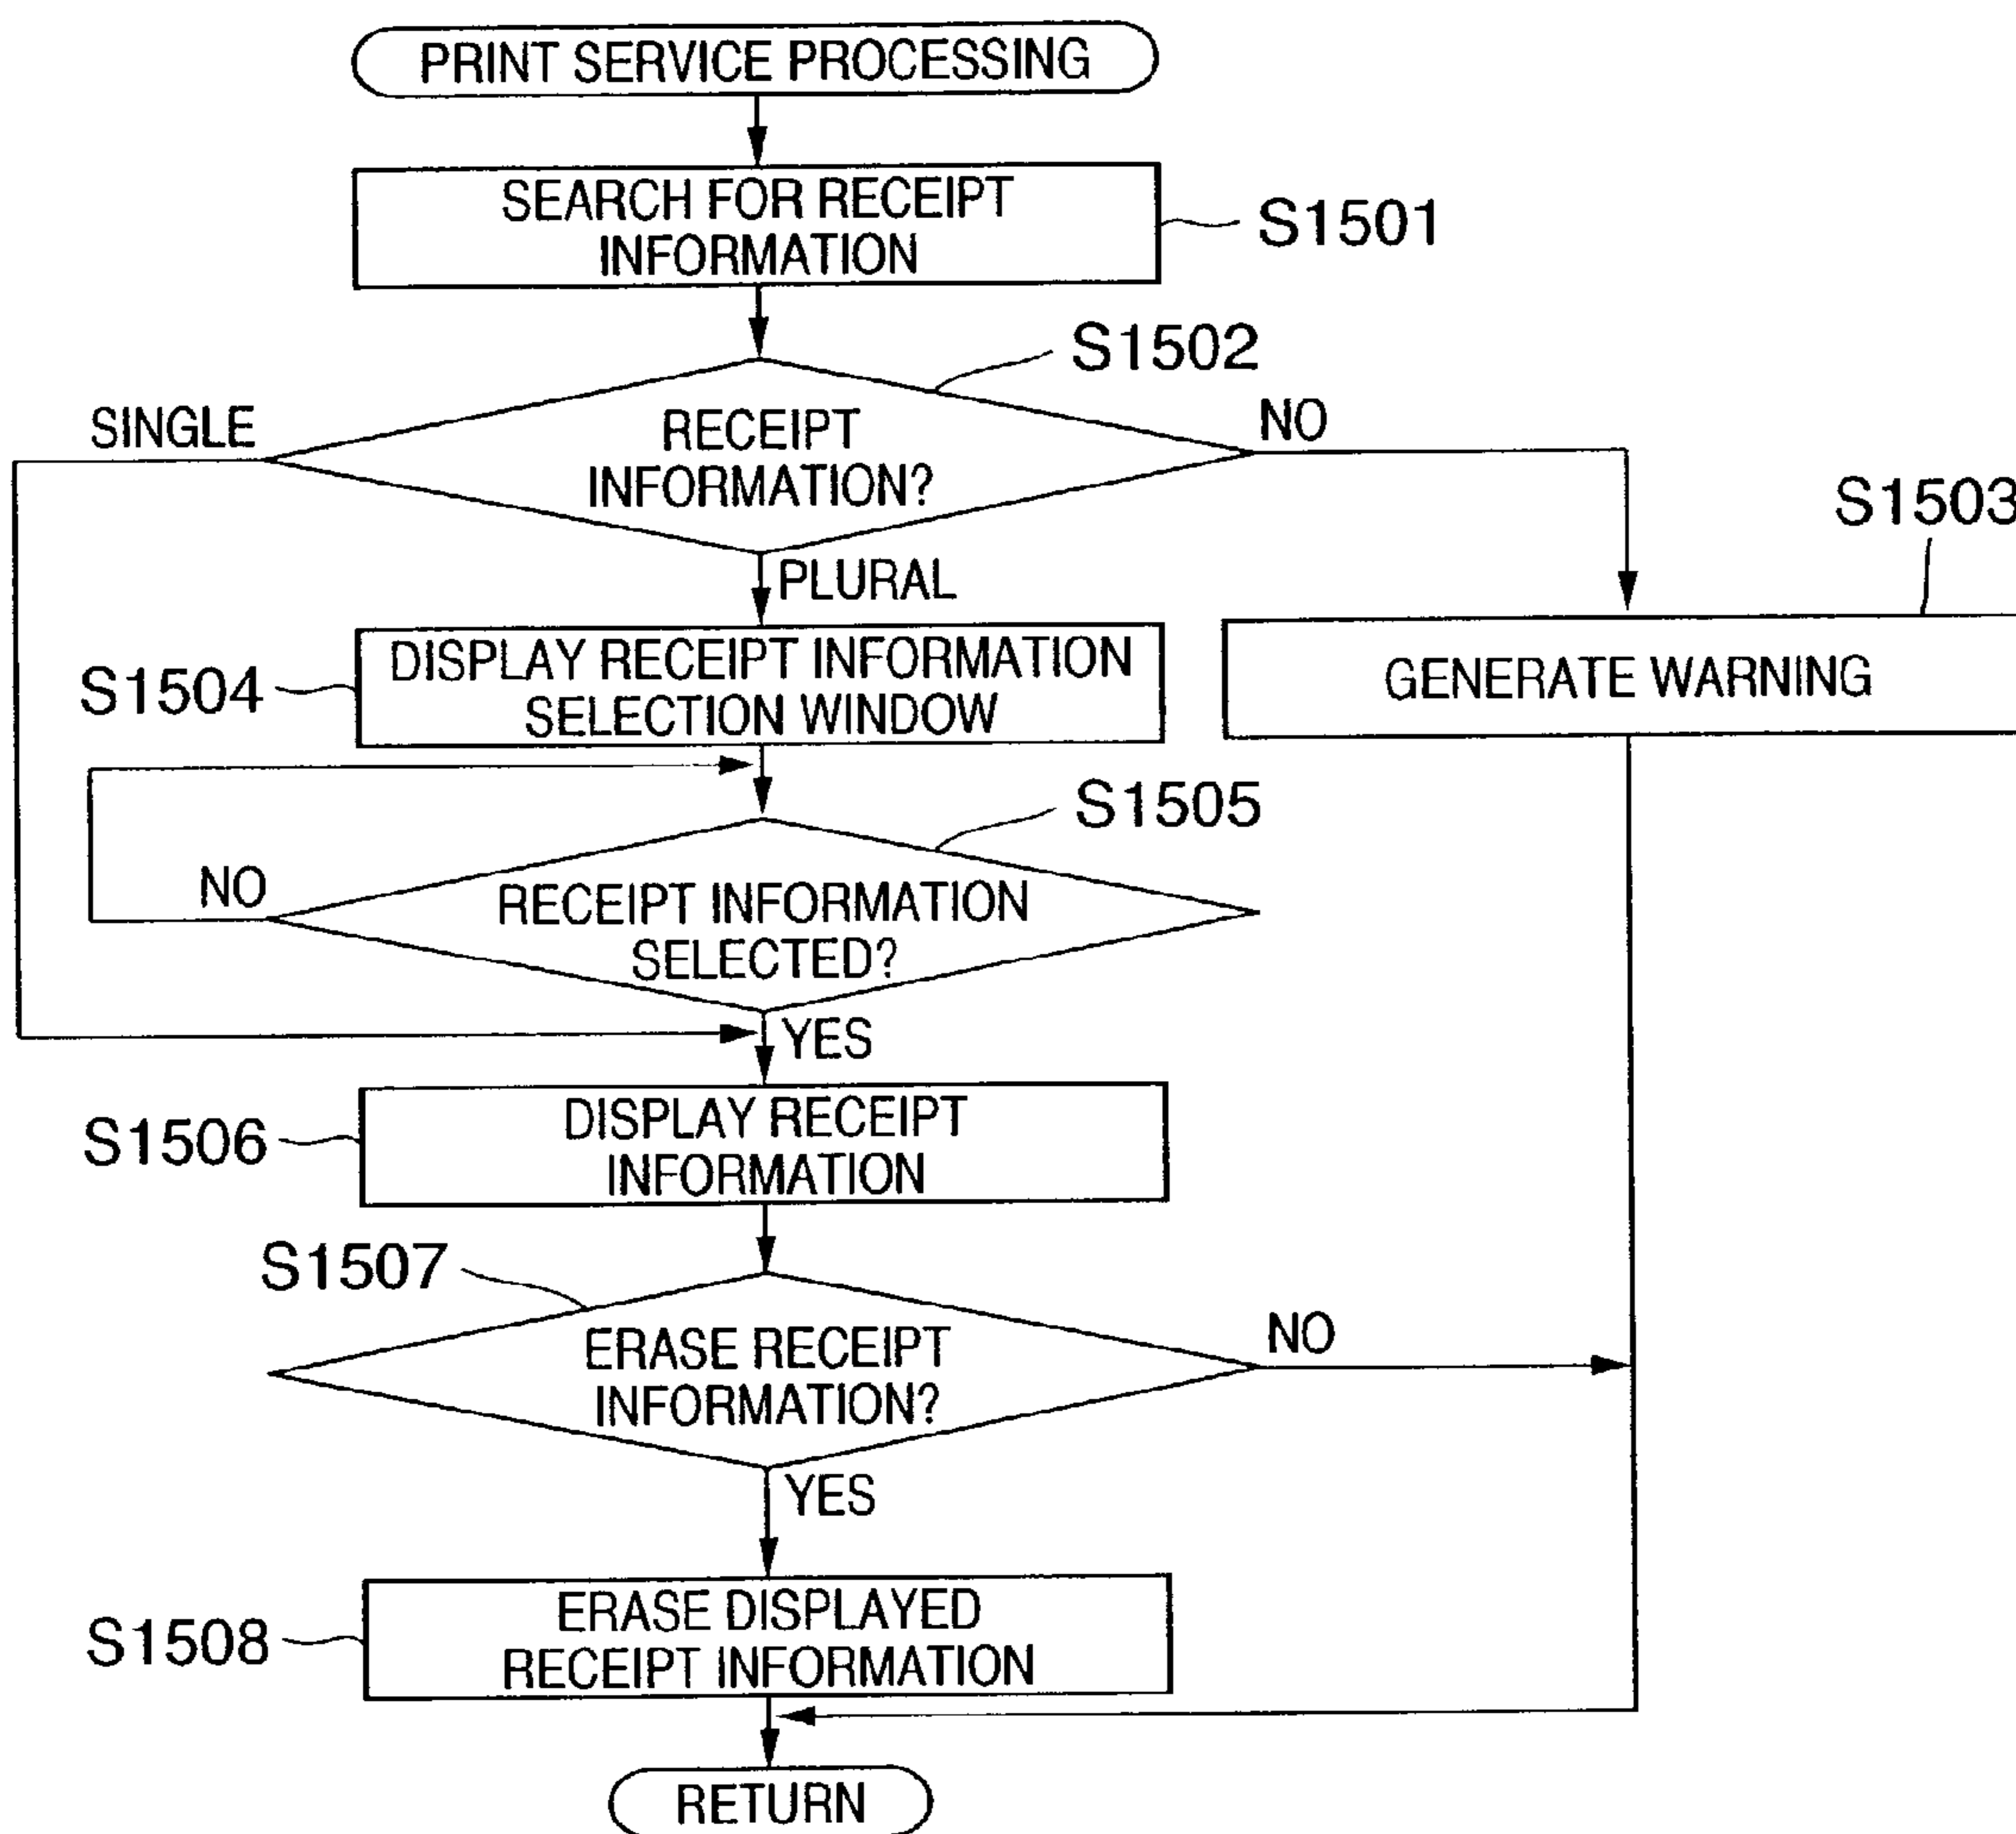 PRINT SERVICE PROCESSING
SEARCH FOR RECEIPT
INFORMATION
S1501
S1502
SINGLE
RECEIPT
INFORMATION?
NO
S1503
PLURAL
S1504
DISPLAY RECEIPT INFORMATION
SELECTION WINDOW
GENERATE WARNING
S1505
NO
RECEIPT INFORMATION
SELECTED?
YES
S1506
DISPLAY RECEIPT
INFORMATION
S1507
ERASE RECEIPT
INFORMATION?
NO
YES
S1508
ERASE DISPLAYED
RECEIPT INFORMATION
RETURN